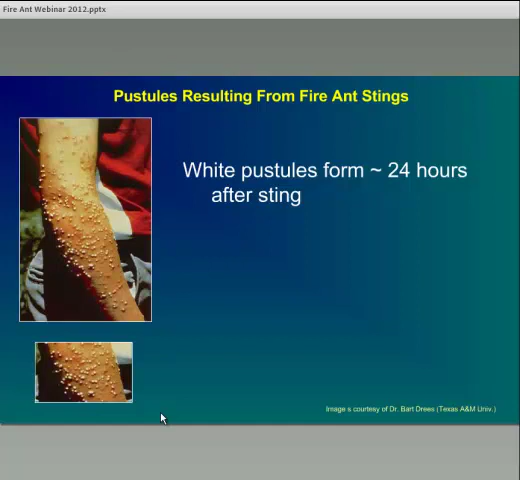 Fire Ant Webinar 2012.pptx
Pustules Resulting From Fire Ant Stings
White pustules form ~ 24 hours
after sting
Image s courtesy of Dr. Bart Drees (Texas A&M Univ.)